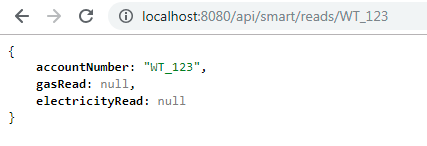 localhost:8080/api/smart/reads/WT_123
{
accountNumber: "WT_123",
gasRead: null,
electricityRead: null
}